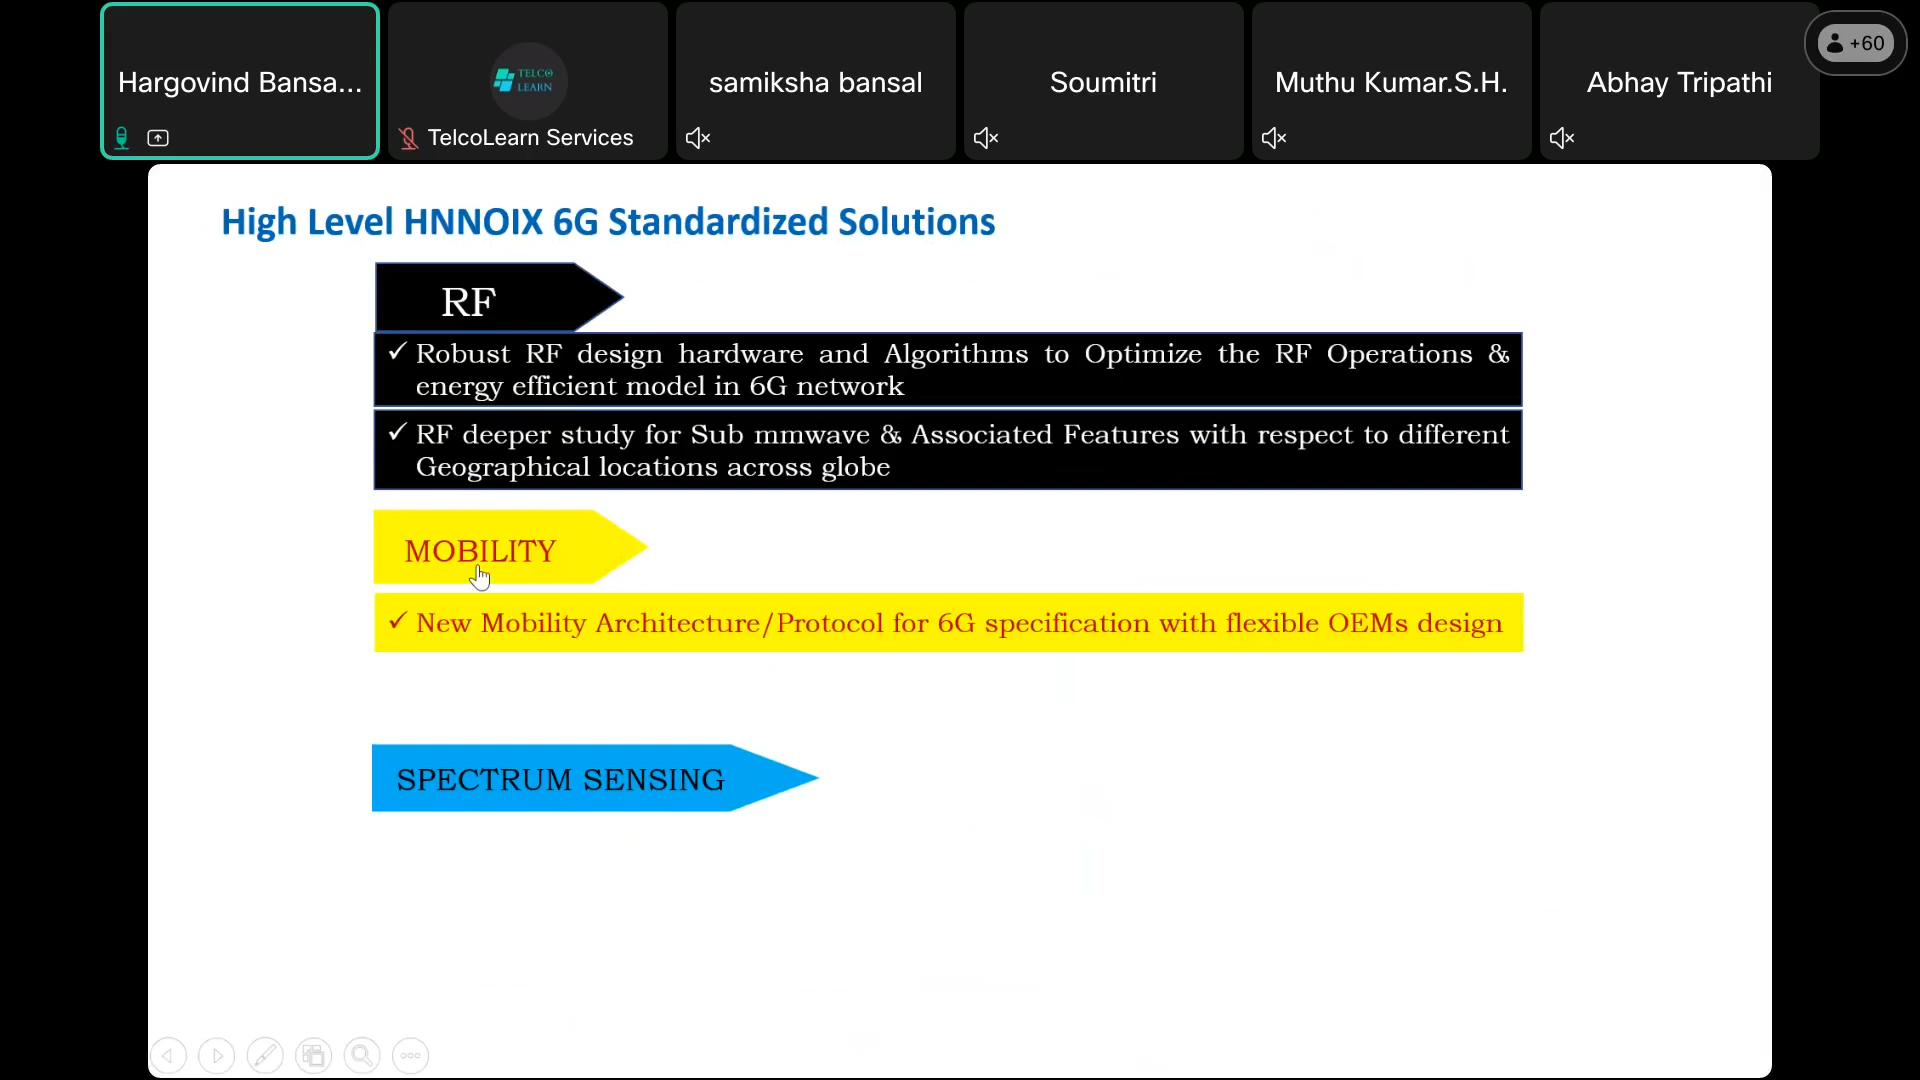 Hargovind Bansa...
TELCO
LEARN
TelcoLearn Services
samiksha bansal
Soumitri
Muthu Kumar.S.H.
Abhay Tripathi
+60
High Level HNNOIX 6G Standardized Solutions
RF
✓ Robust RF design hardware and Algorithms to Optimize the RF Operations &
energy efficient model in 6G network
✓ RF deeper study for Sub mmwave & Associated Features with respect to different
Geographical locations across globe
MOBILITY
✓ New Mobility Architecture/Protocol for 6G specification with flexible OEMs design
SPECTRUM SENSING